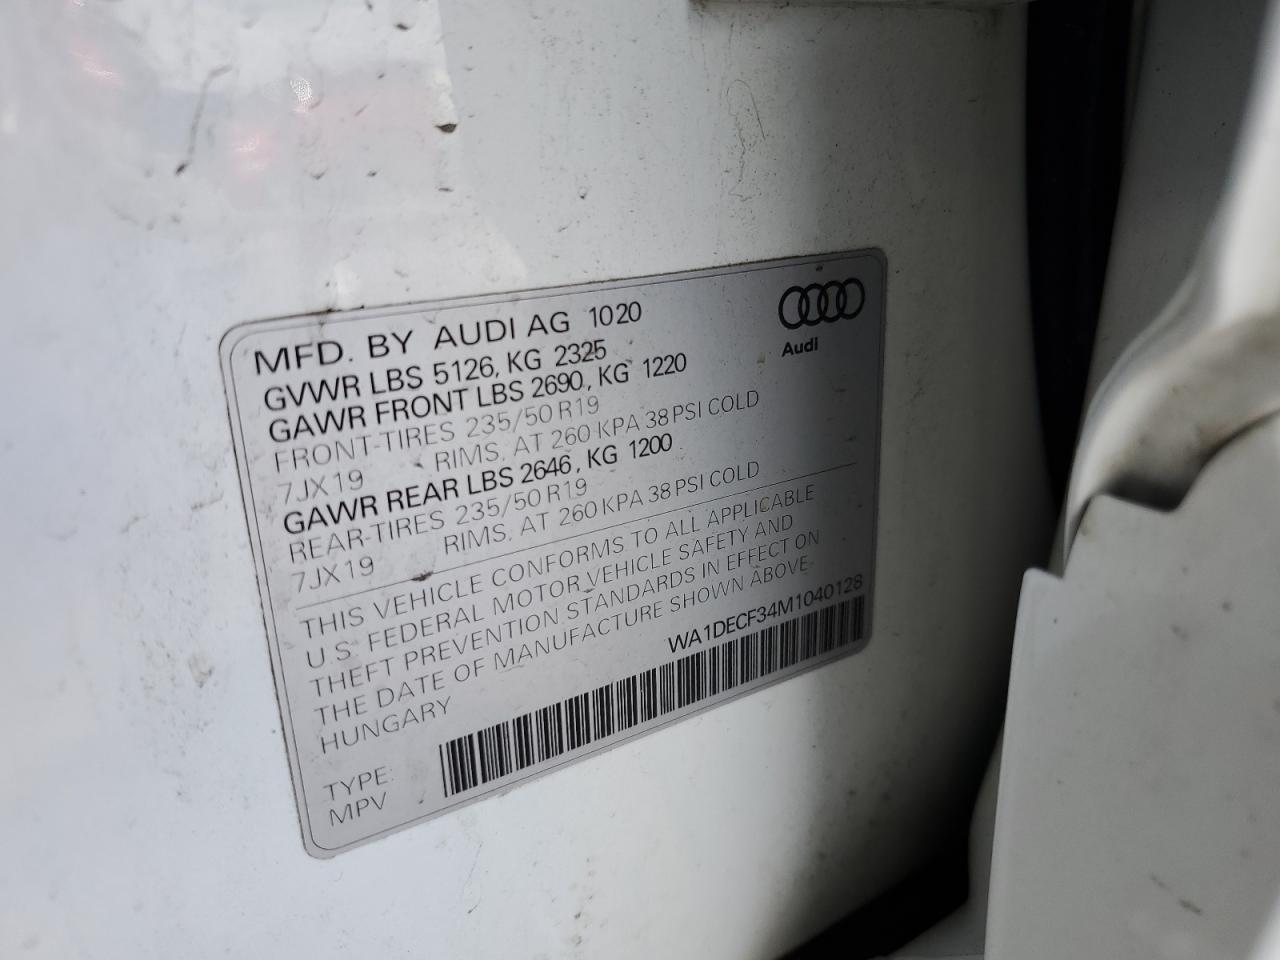 MFD. BY AUDI AG 1020
GVWR LBS 5126, KG 2325
GAWR FRONT LBS 2690, KG 1220
FRONT-TIRES 235/50 R19
7JX19 RIMS. AT 260 KPA 38 PSI COLD
GAWR REAR LBS 2646, KG 1200
REAR-TIRES 235/50 R19
7JX19 RIMS. AT 260 KPA 38 PSI COLD
THIS VEHICLE CONFORMS TO ALL APPLICABLE
U.S. FEDERAL MOTOR VEHICLE SAFETY AND
THEFT PREVENTION STANDARDS IN EFFECT ON
THE DATE OF MANUFACTURE SHOWN ABOVE.
HUNGARY
WA1DECF34M1040128
TYPE:
MPV
Audi